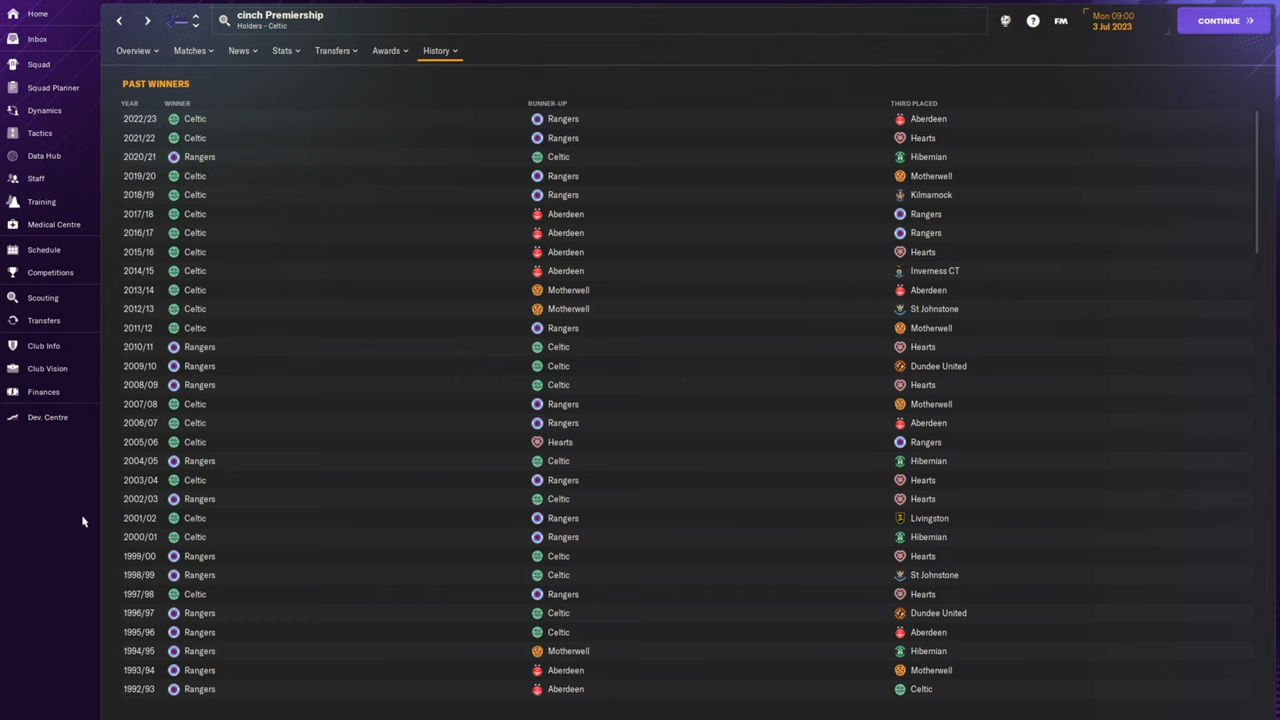 Home
Inbox
Squad
Squad Planner
Dynamics
Tactics
Data Hub
Staff
Training
Medical Centre
Schedule
Competitions
Scouting
Transfers
Club Info
Club Vision
Finances
Dev. Centre
cinch Premiership
Holders - Celtic
? FM Mon 09:00
3 Jul 2023
CONTINUE
Overview Matches News Stats Transfers Awards History
PAST WINNERS
YEAR WINNER RUNNER-UP THIRD PLACED
2022/23 Celtic Rangers Aberdeen
2021/22 Celtic Rangers Hearts
2020/21 Rangers Celtic Hibernian
2019/20 Celtic Rangers Motherwell
2018/19 Celtic Rangers Kilmarnock
2017/18 Celtic Aberdeen Rangers
2016/17 Celtic Aberdeen Rangers
2015/16 Celtic Aberdeen Hearts
2014/15 Celtic Aberdeen Inverness CT
2013/14 Celtic Motherwell Aberdeen
2012/13 Celtic Motherwell St Johnstone
2011/12 Celtic Rangers Motherwell
2010/11 Rangers Celtic Hearts
2009/10 Rangers Celtic Dundee United
2008/09 Rangers Celtic Hearts
2007/08 Celtic Rangers Motherwell
2006/07 Celtic Rangers Aberdeen
2005/06 Celtic Hearts Rangers
2004/05 Rangers Celtic Hibernian
2003/04 Celtic Rangers Hearts
2002/03 Rangers Celtic Hearts
2001/02 Celtic Rangers Livingston
2000/01 Celtic Rangers Hibernian
1999/00 Rangers Celtic Hearts
1998/99 Rangers Celtic St Johnstone
1997/98 Celtic Rangers Hearts
1996/97 Rangers Celtic Dundee United
1995/96 Rangers Celtic Aberdeen
1994/95 Rangers Motherwell Hibernian
1993/94 Rangers Aberdeen Motherwell
1992/93 Rangers Aberdeen Celtic